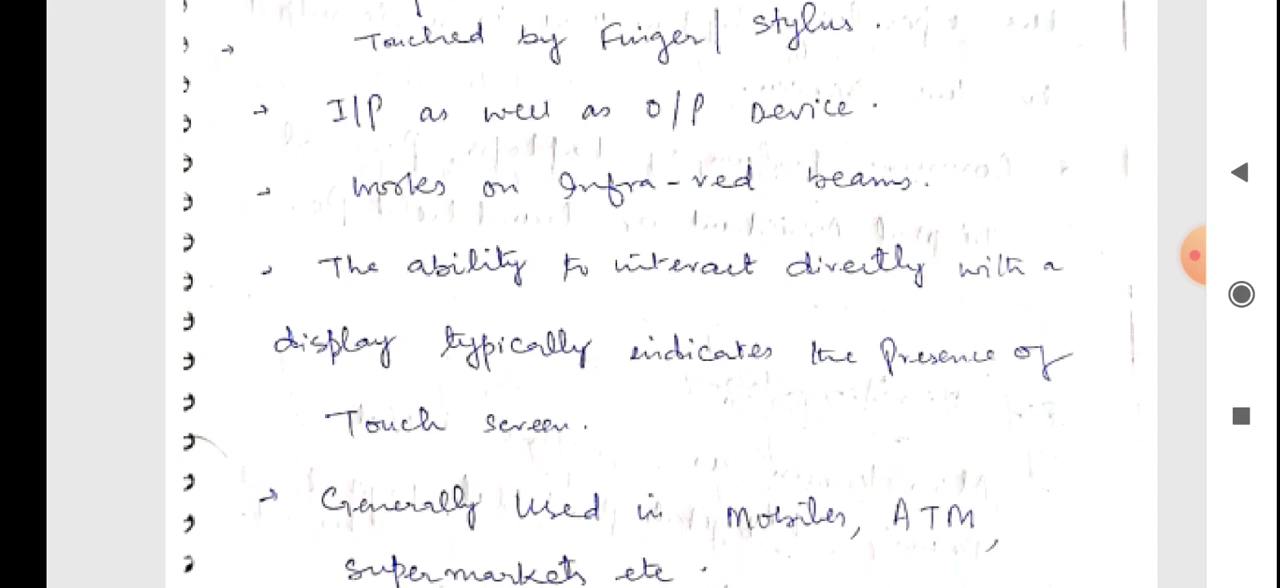 → Touched by Finger/ Stylus.
→ I/P as well as O/P Device.
→ works on Infra-red beams.
→ The ability to interact directly with a
display typically indicates the Presence of
Touch screen.
→ Generally Used in Mobiles, ATM,
supermarkets etc.